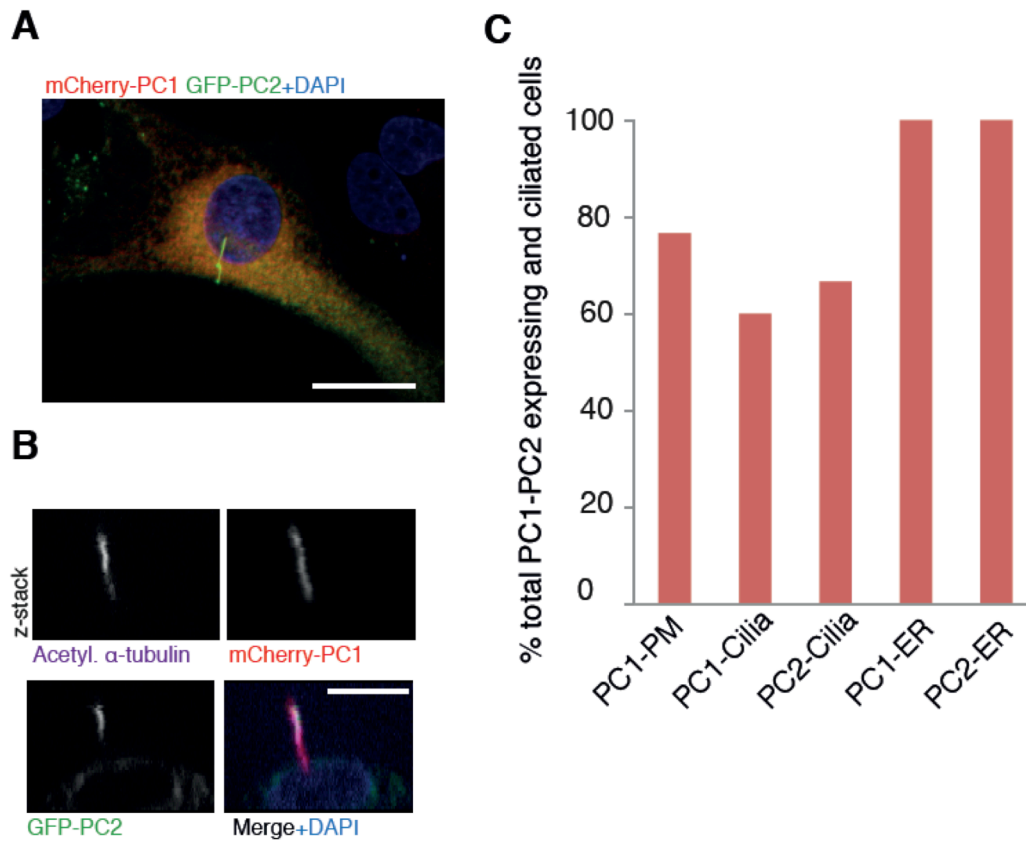 A
mCherry-PC1 GFP-PC2+DAPI
B
z-stack
Acetyl. α-tubulin
mCherry-PC1
GFP-PC2
Merge+DAPI
C
% total PC1-PC2 expressing and ciliated cells
100
80
60
40
20
0
PC1-PM
PC1-Cilia
PC2-Cilia
PC1-ER
PC2-ER